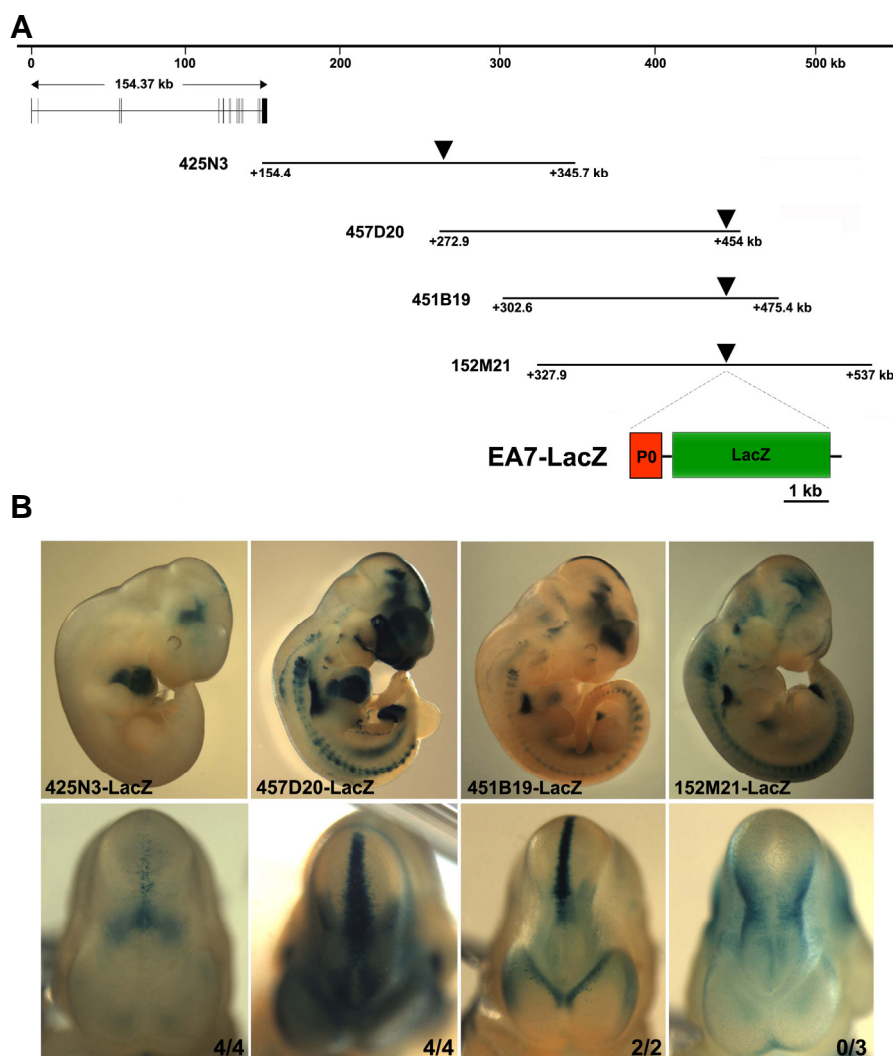 A
0 100 200 300 400 500 kb
154.37 kb
425N3
+154.4 +345.7 kb
457D20
+272.9 +454 kb
451B19
+302.6 +475.4 kb
152M21
+327.9 +537 kb
EA7-LacZ P0 LacZ
1 kb
B
425N3-LacZ 457D20-LacZ 451B19-LacZ 152M21-LacZ
4/4 4/4 2/2 0/3